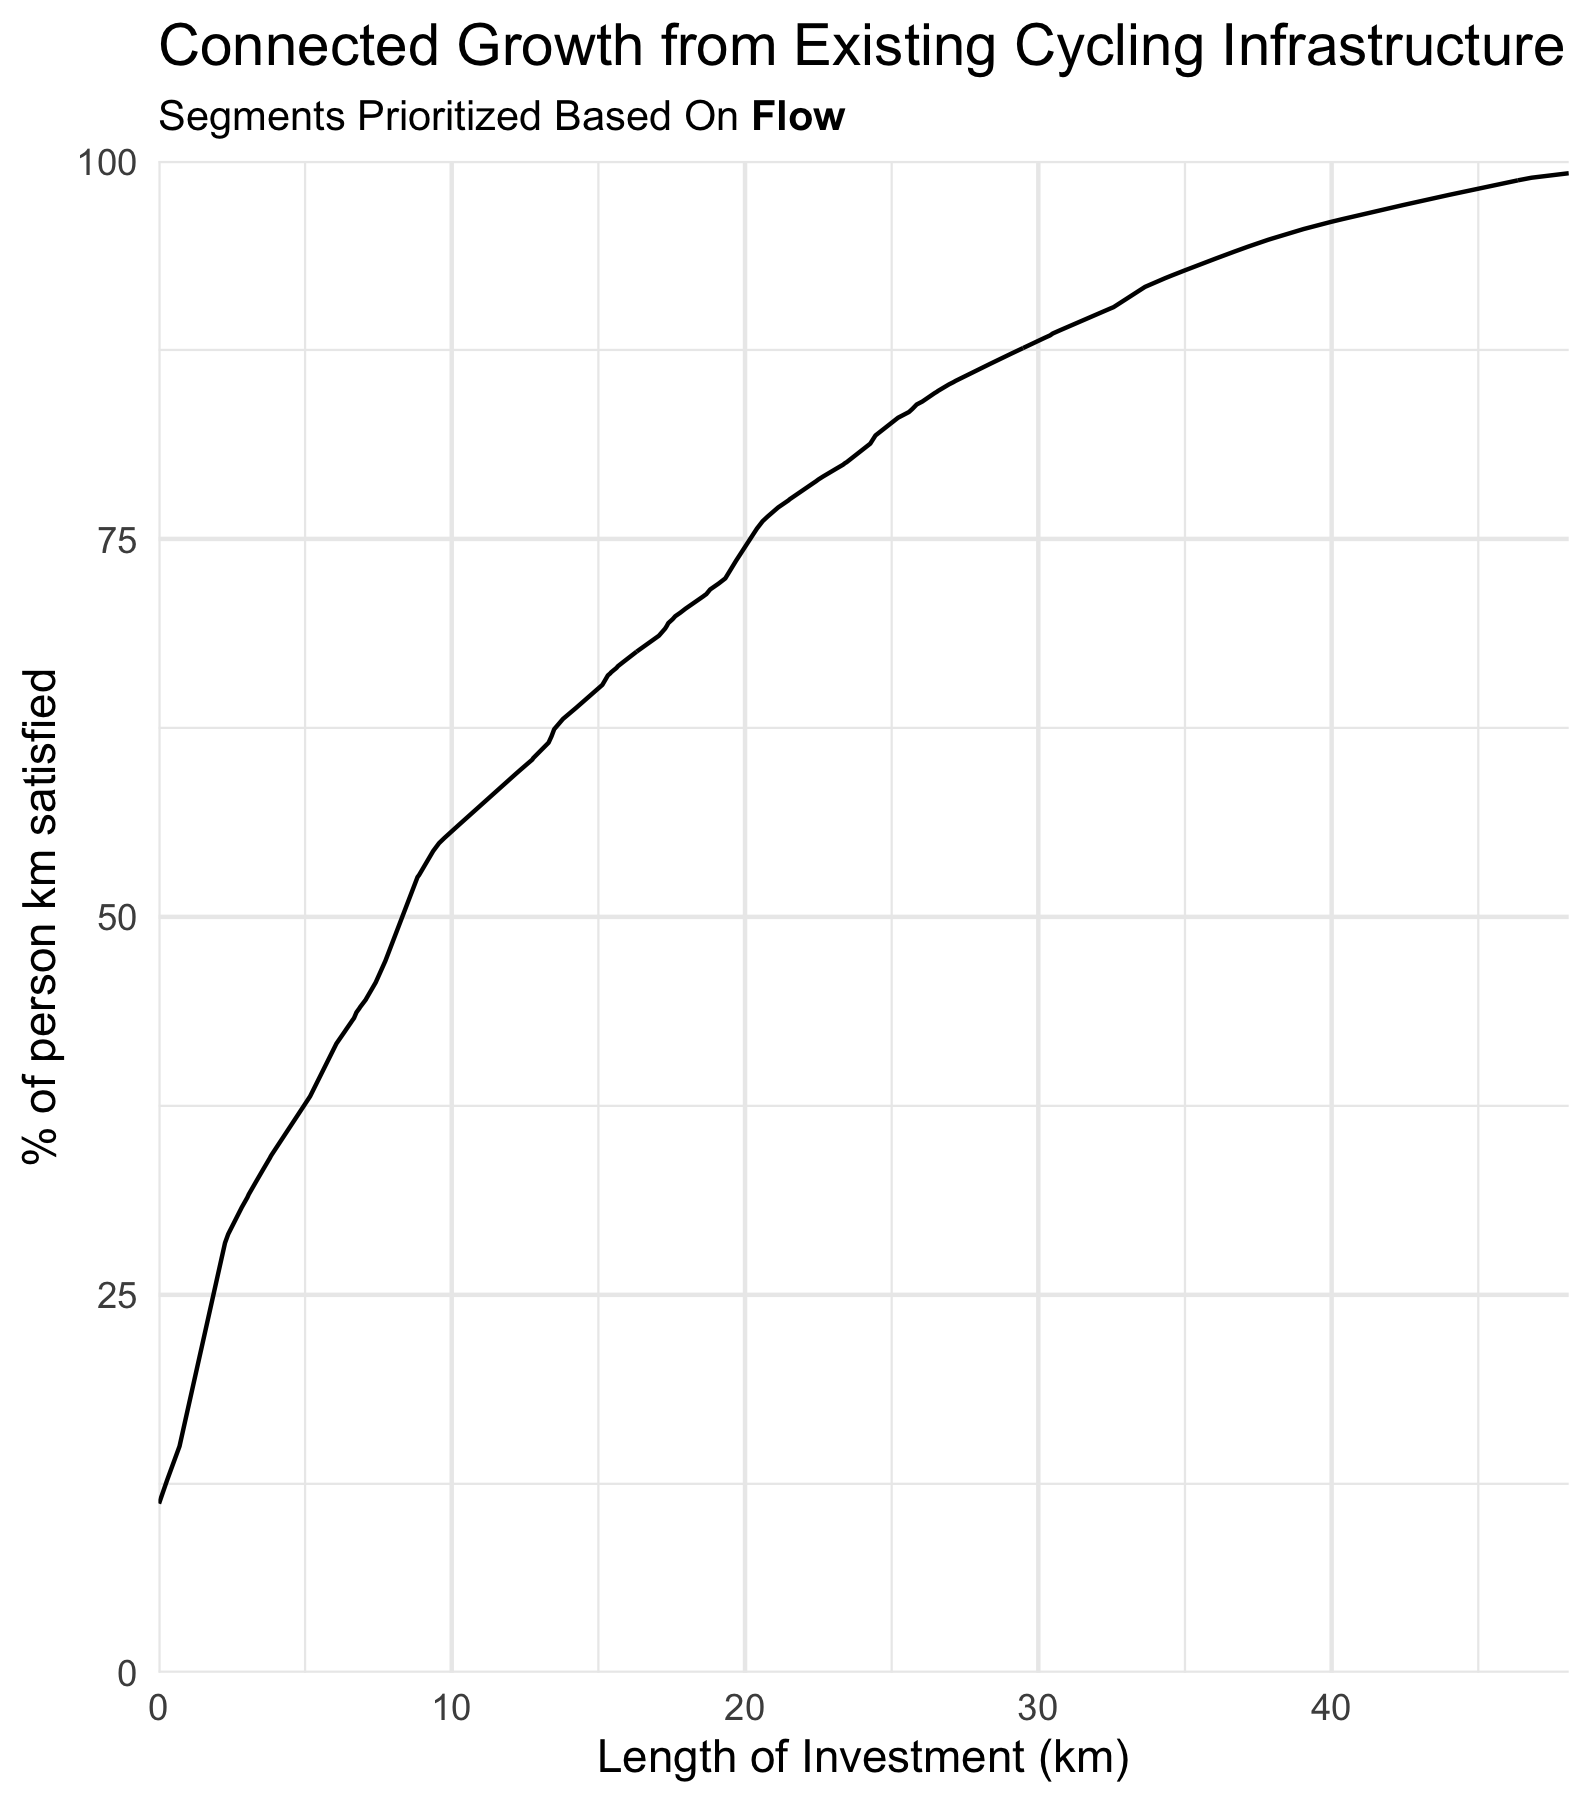 Connected Growth from Existing Cycling Infrastructure
Segments Prioritized Based On Flow
100
75
50
25
0
% of person km satisfied
0 10 20 30 40
Length of Investment (km)